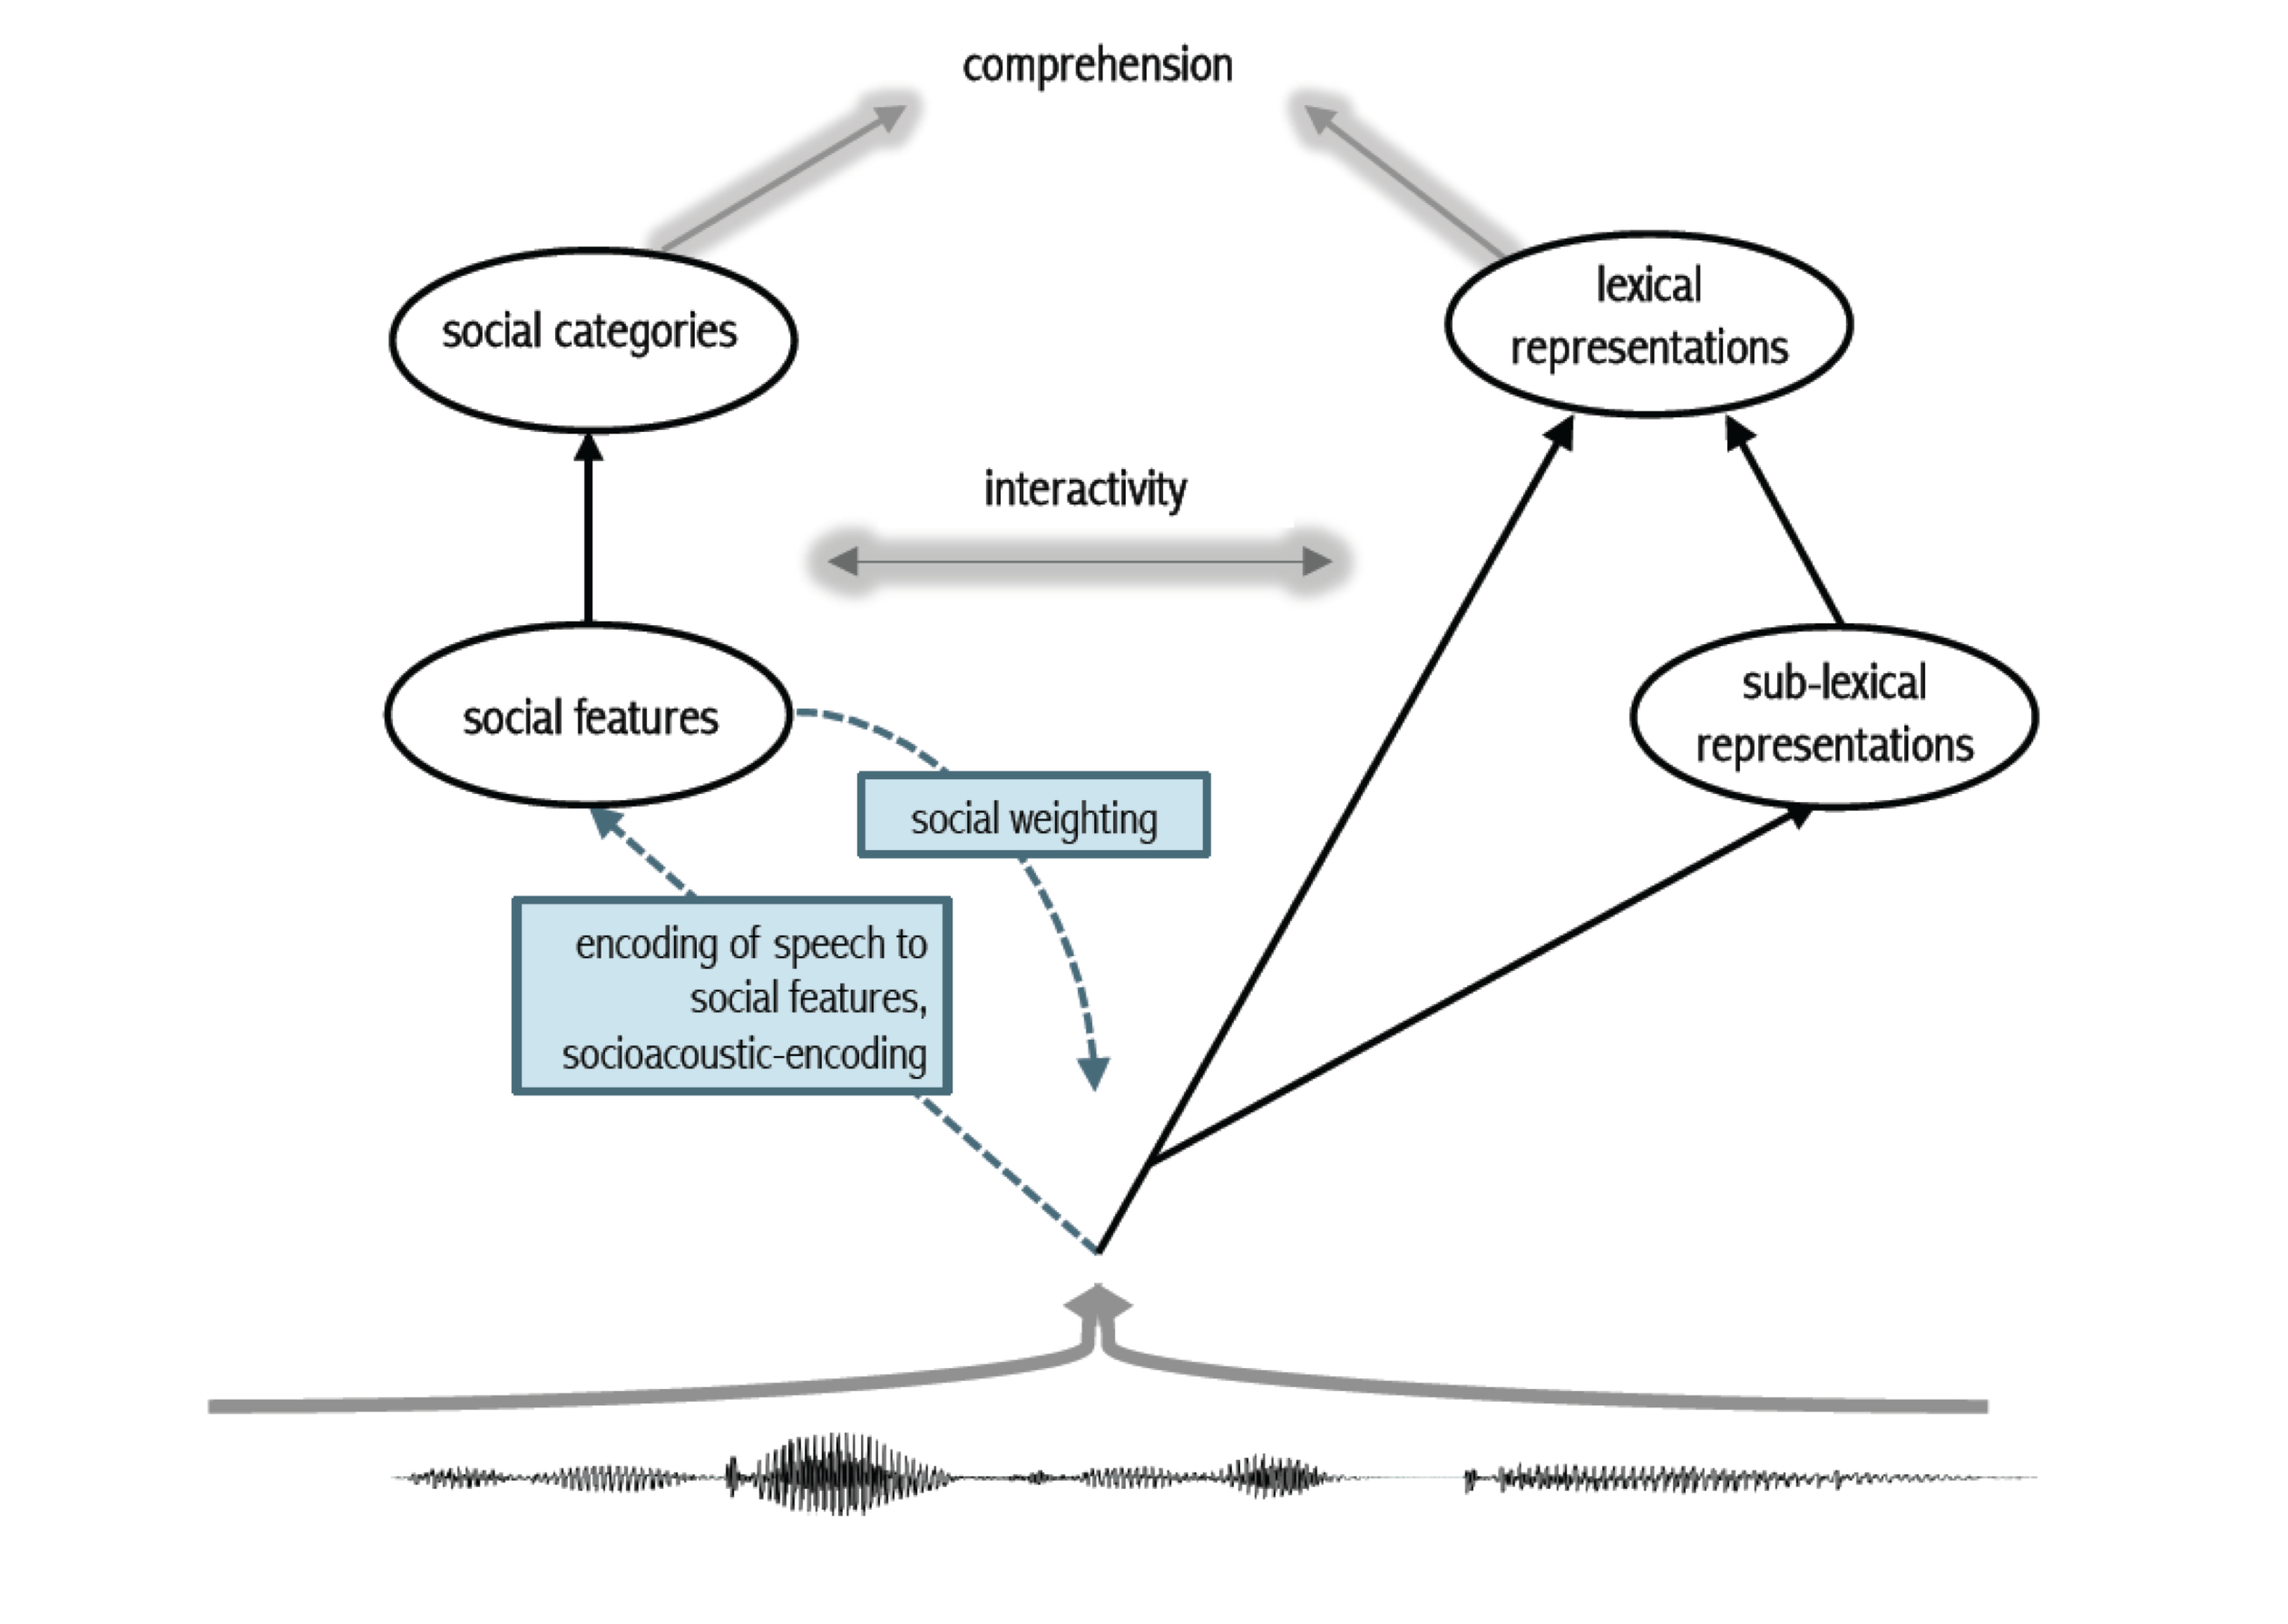 comprehension
social categories
lexical
representations
interactivity
social features
sub-lexical
representations
social weighting
encoding of speech to
social features,
socioacoustic-encoding